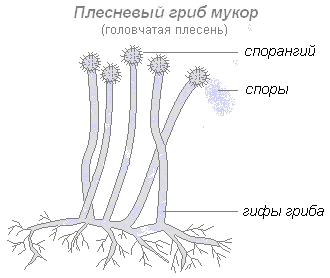 Плесневый гриб мукор
(головчатая плесень)
спорангий
споры
гифы гриба